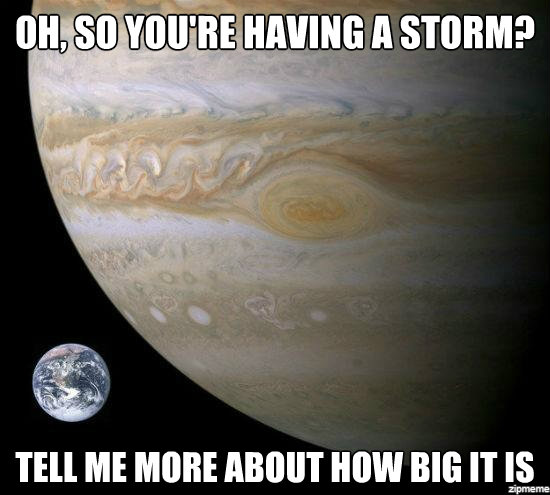 OH, SO YOU'RE HAVING A STORM?
TELL ME MORE ABOUT HOW BIG IT IS
zipmeme